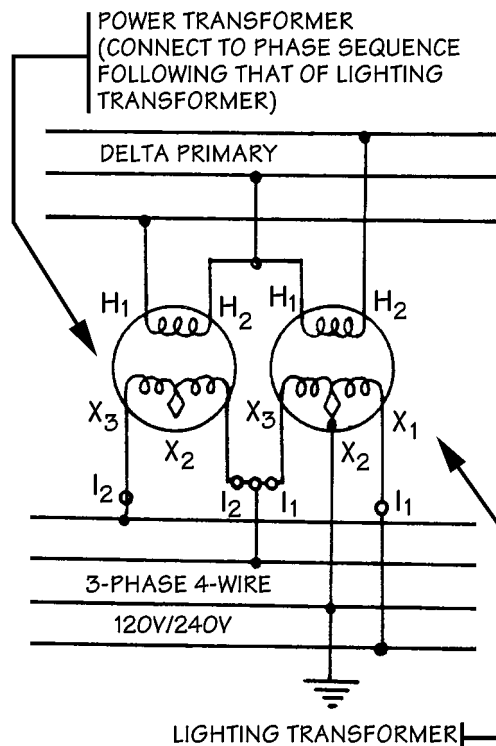 POWER TRANSFORMER
(CONNECT TO PHASE SEQUENCE
FOLLOWING THAT OF LIGHTING
TRANSFORMER)
DELTA PRIMARY
H1 H2 H1 H2
X3 X2 X3 X2 X1
I2 I2 I1 I1
3-PHASE 4-WIRE
120V/240V
LIGHTING TRANSFORMER